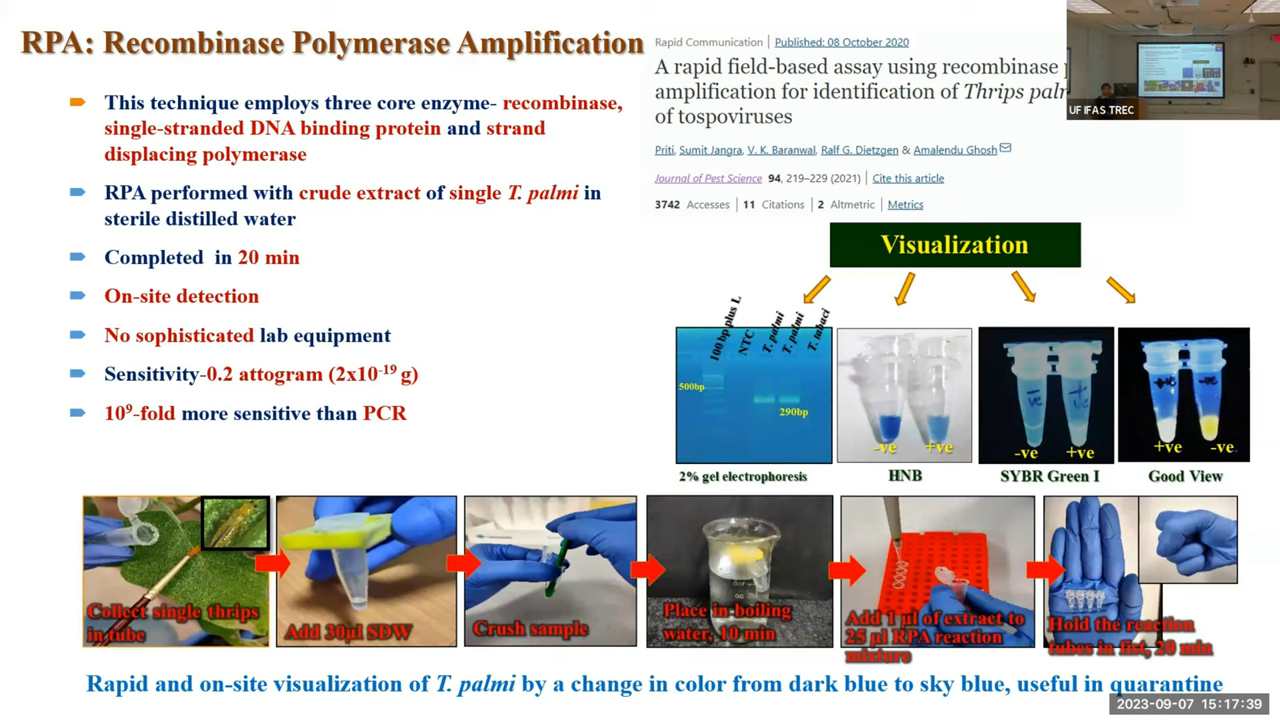 RPA: Recombinase Polymerase Amplification
This technique employs three core enzyme- recombinase,
single-stranded DNA binding protein and strand
displacing polymerase
RPA performed with crude extract of single T. palmi in
sterile distilled water
Completed in 20 min
On-site detection
No sophisticated lab equipment
Sensitivity-0.2 attogram (2x10⁻¹⁹ g)
10⁹-fold more sensitive than PCR
Rapid Communication | Published: 08 October 2020
A rapid field-based assay using recombinase
amplification for identification of Thrips
of tospoviruses
Priti, Sumit Jangra, V. K. Baranwal, Ralf G. Dietzgen & Amalendu Ghosh
Journal of Pest Science 94, 219–229 (2021) | Cite this article
3742 Accesses | 11 Citations | 2 Altmetric | Metrics
UF IFAS TREC
Visualization
100 bp plus L
NTC
T. palmi
T. palmi
T. tabaci
500bp
290bp
-ve +ve
-ve +ve
+ve -ve
2% gel electrophoresis
HNB
SYBR Green I
Good View
Collect single thrips
in tube
Add 30µl SDW
Crush sample
Place in boiling
water, 10 min
Add 1 µl of extract to
25 µl RPA reaction
mixture
Hold the reaction
tubes in fist, 20 min
Rapid and on-site visualization of T. palmi by a change in color from dark blue to sky blue, useful in quarantine
2023-09-07 15:17:39